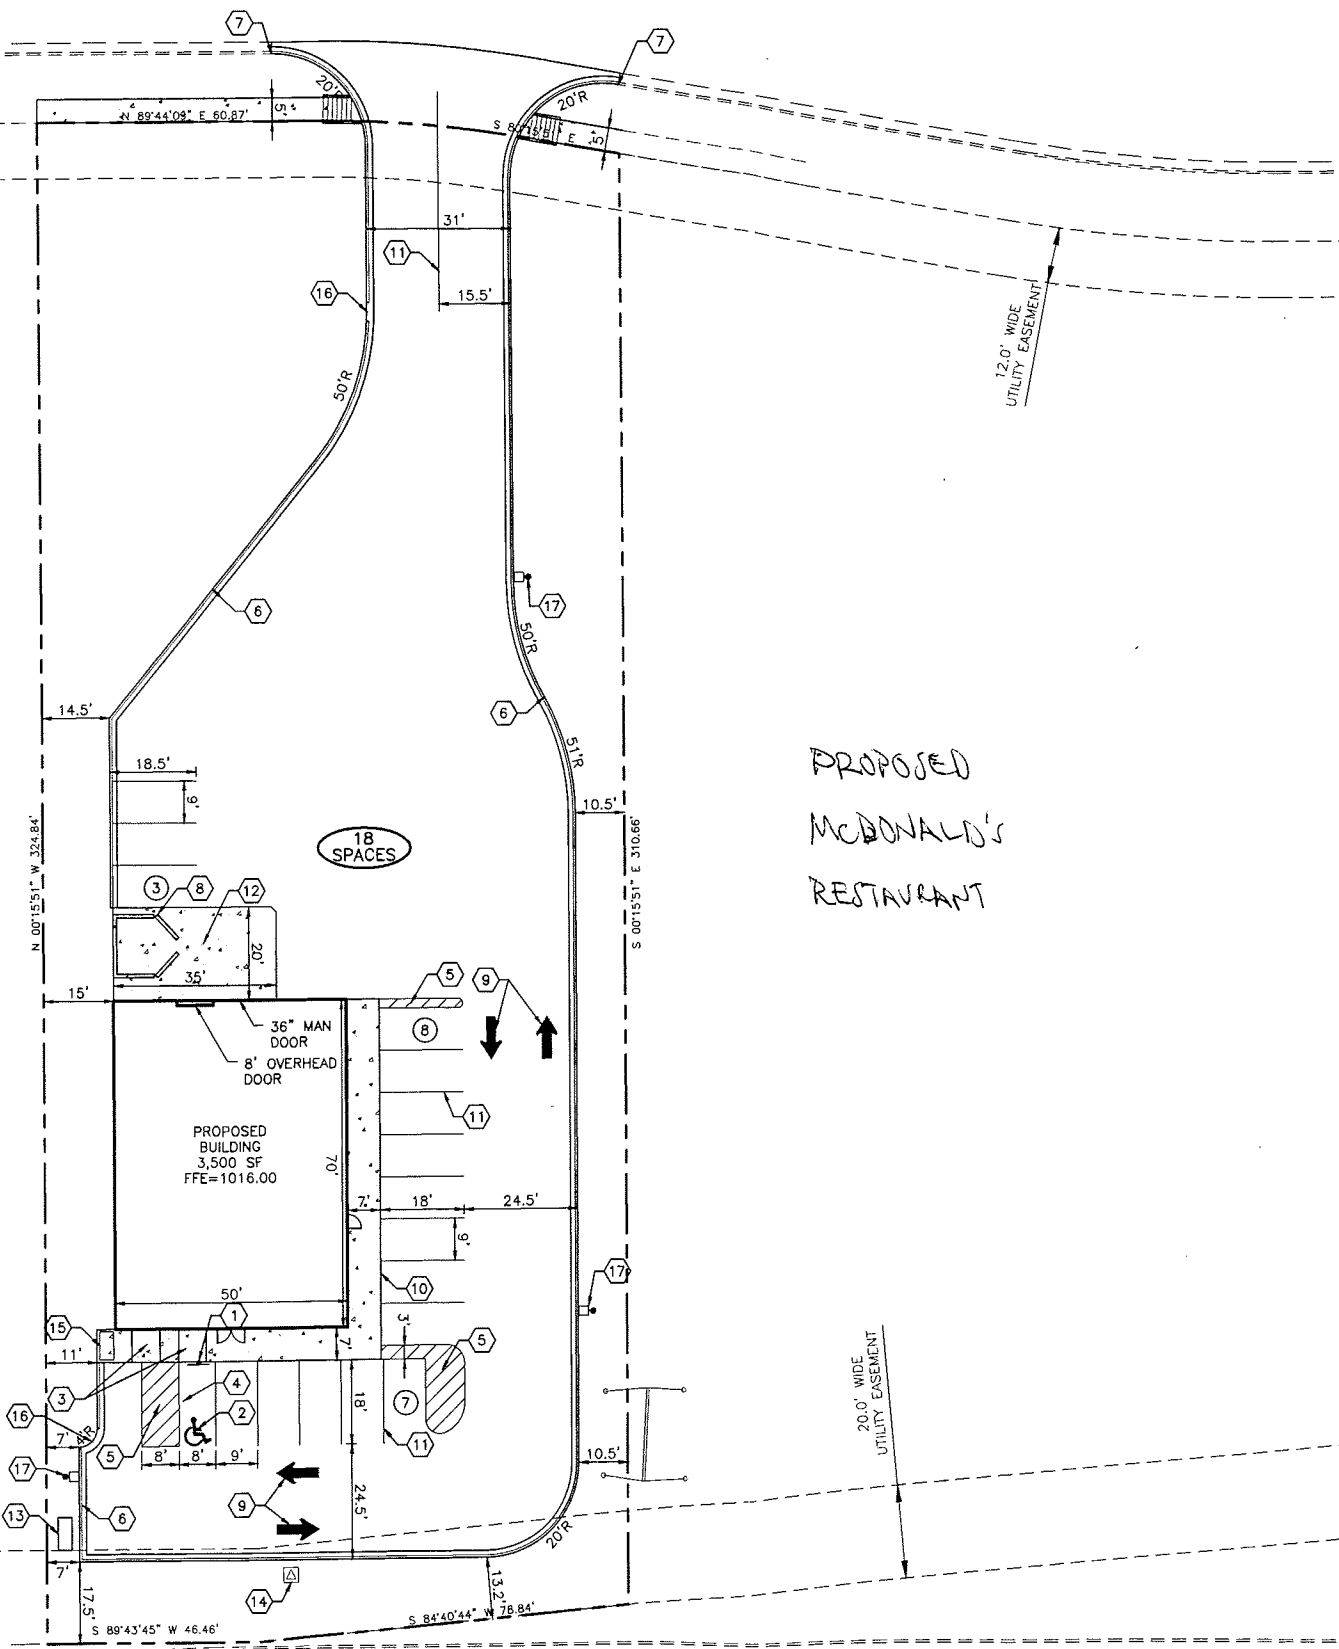 7
7
20'R
20'R
N 89°44'09" E 60.87'
5'
E
5'
31'
11
15.5'
16
12.0' WIDE
UTILITY EASEMENT
50'R
17
6
50'R
6
51'R
14.5'
18.5'
9'
10.5'
18
SPACES
PROPOSED
McDONALD'S
RESTAURANT
N 00°15'51" W 324.84'
S 00°15'51" E 310.66'
3
8
12
20'
35'
15'
5
9
8
36" MAN
DOOR
8' OVERHEAD
DOOR
11
PROPOSED
BUILDING
3,500 SF
FFE=1016.00
70'
7'
18'
24.5'
9'
10
17
50'
1
15
11'
7'
3'
5
3
4
18'
7
16
4'R
2
11
7'
5
8'
8'
9'
17
9
24.5'
10.5'
20.0' WIDE
UTILITY EASEMENT
13
6
20'R
7'
14
17.5'
13.2'
S 89°43'45" W 46.46'
S 84°40'44" W 78.84'